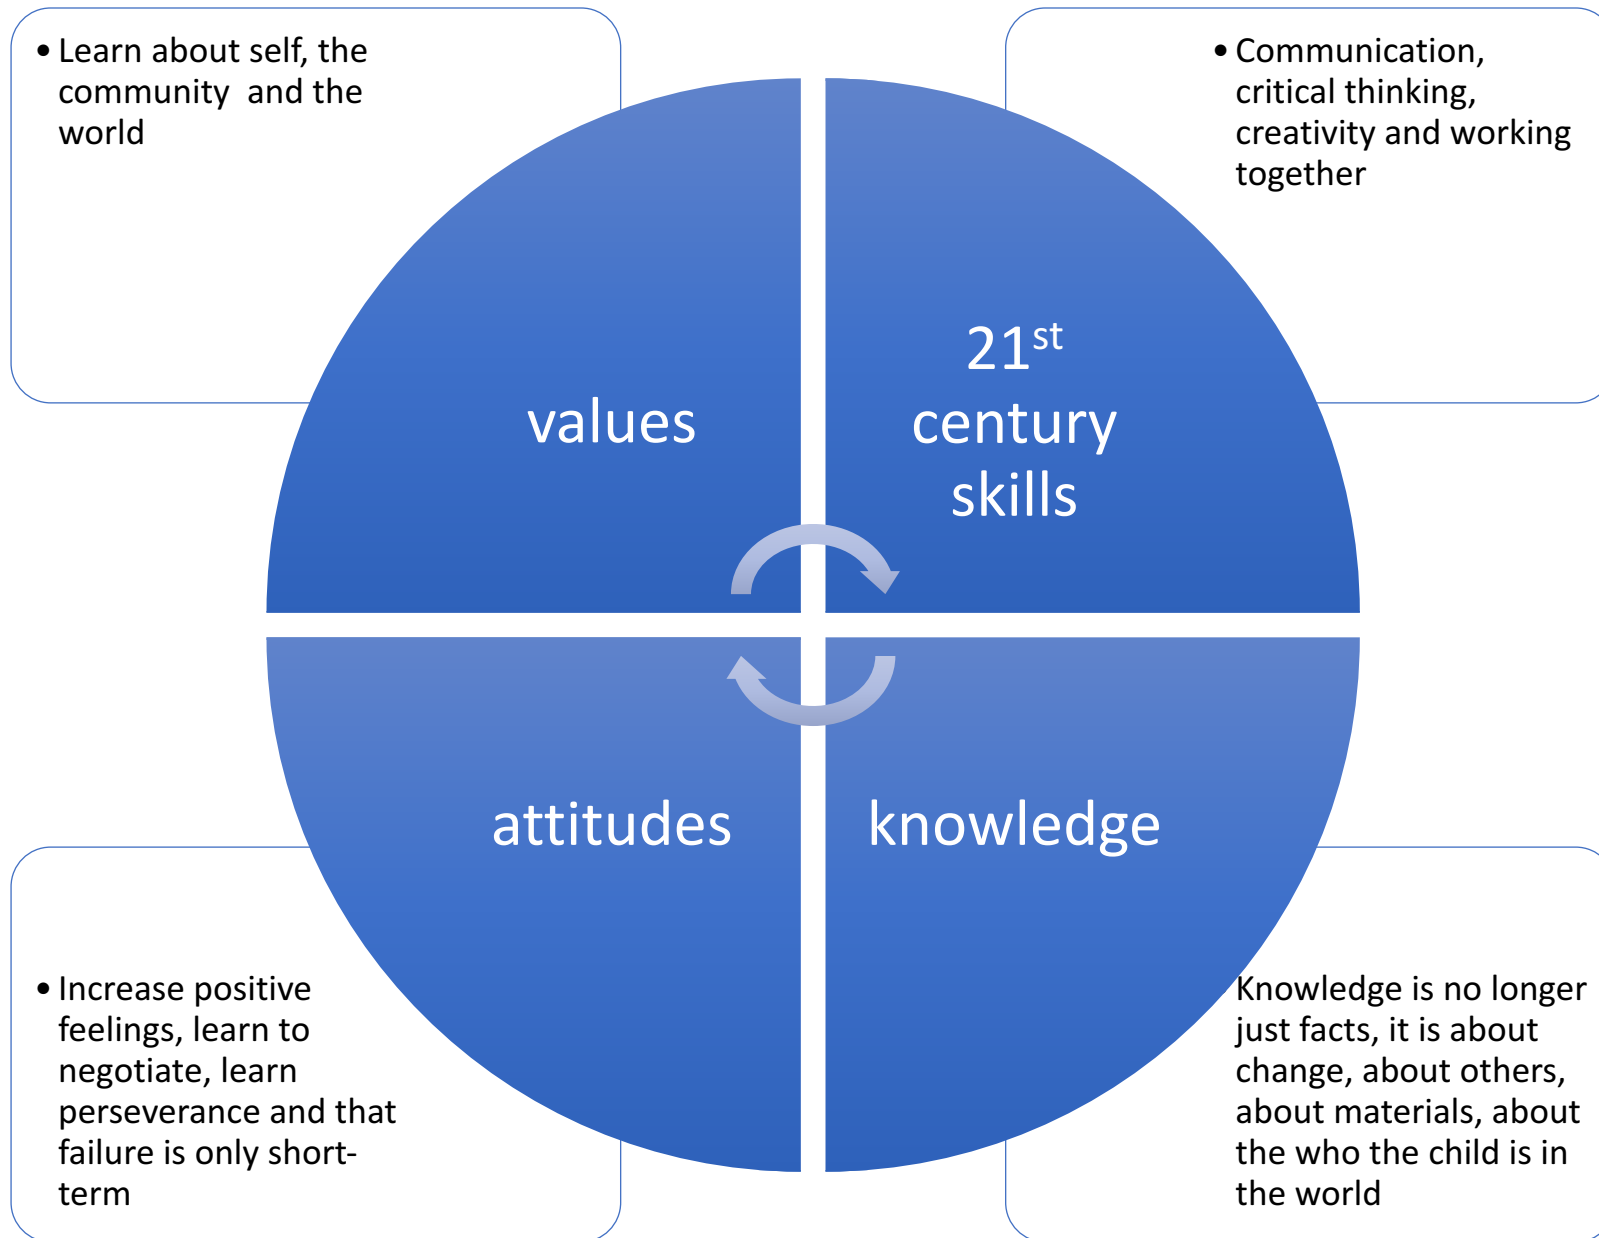 • Learn about self, the
community and the
world
• Communication,
critical thinking,
creativity and working
together
values
21st
century
skills
attitudes
knowledge
• Increase positive
feelings, learn to
negotiate, learn
perseverance and that
failure is only short-
term
Knowledge is no longer
just facts, it is about
change, about others,
about materials, about
the who the child is in
the world